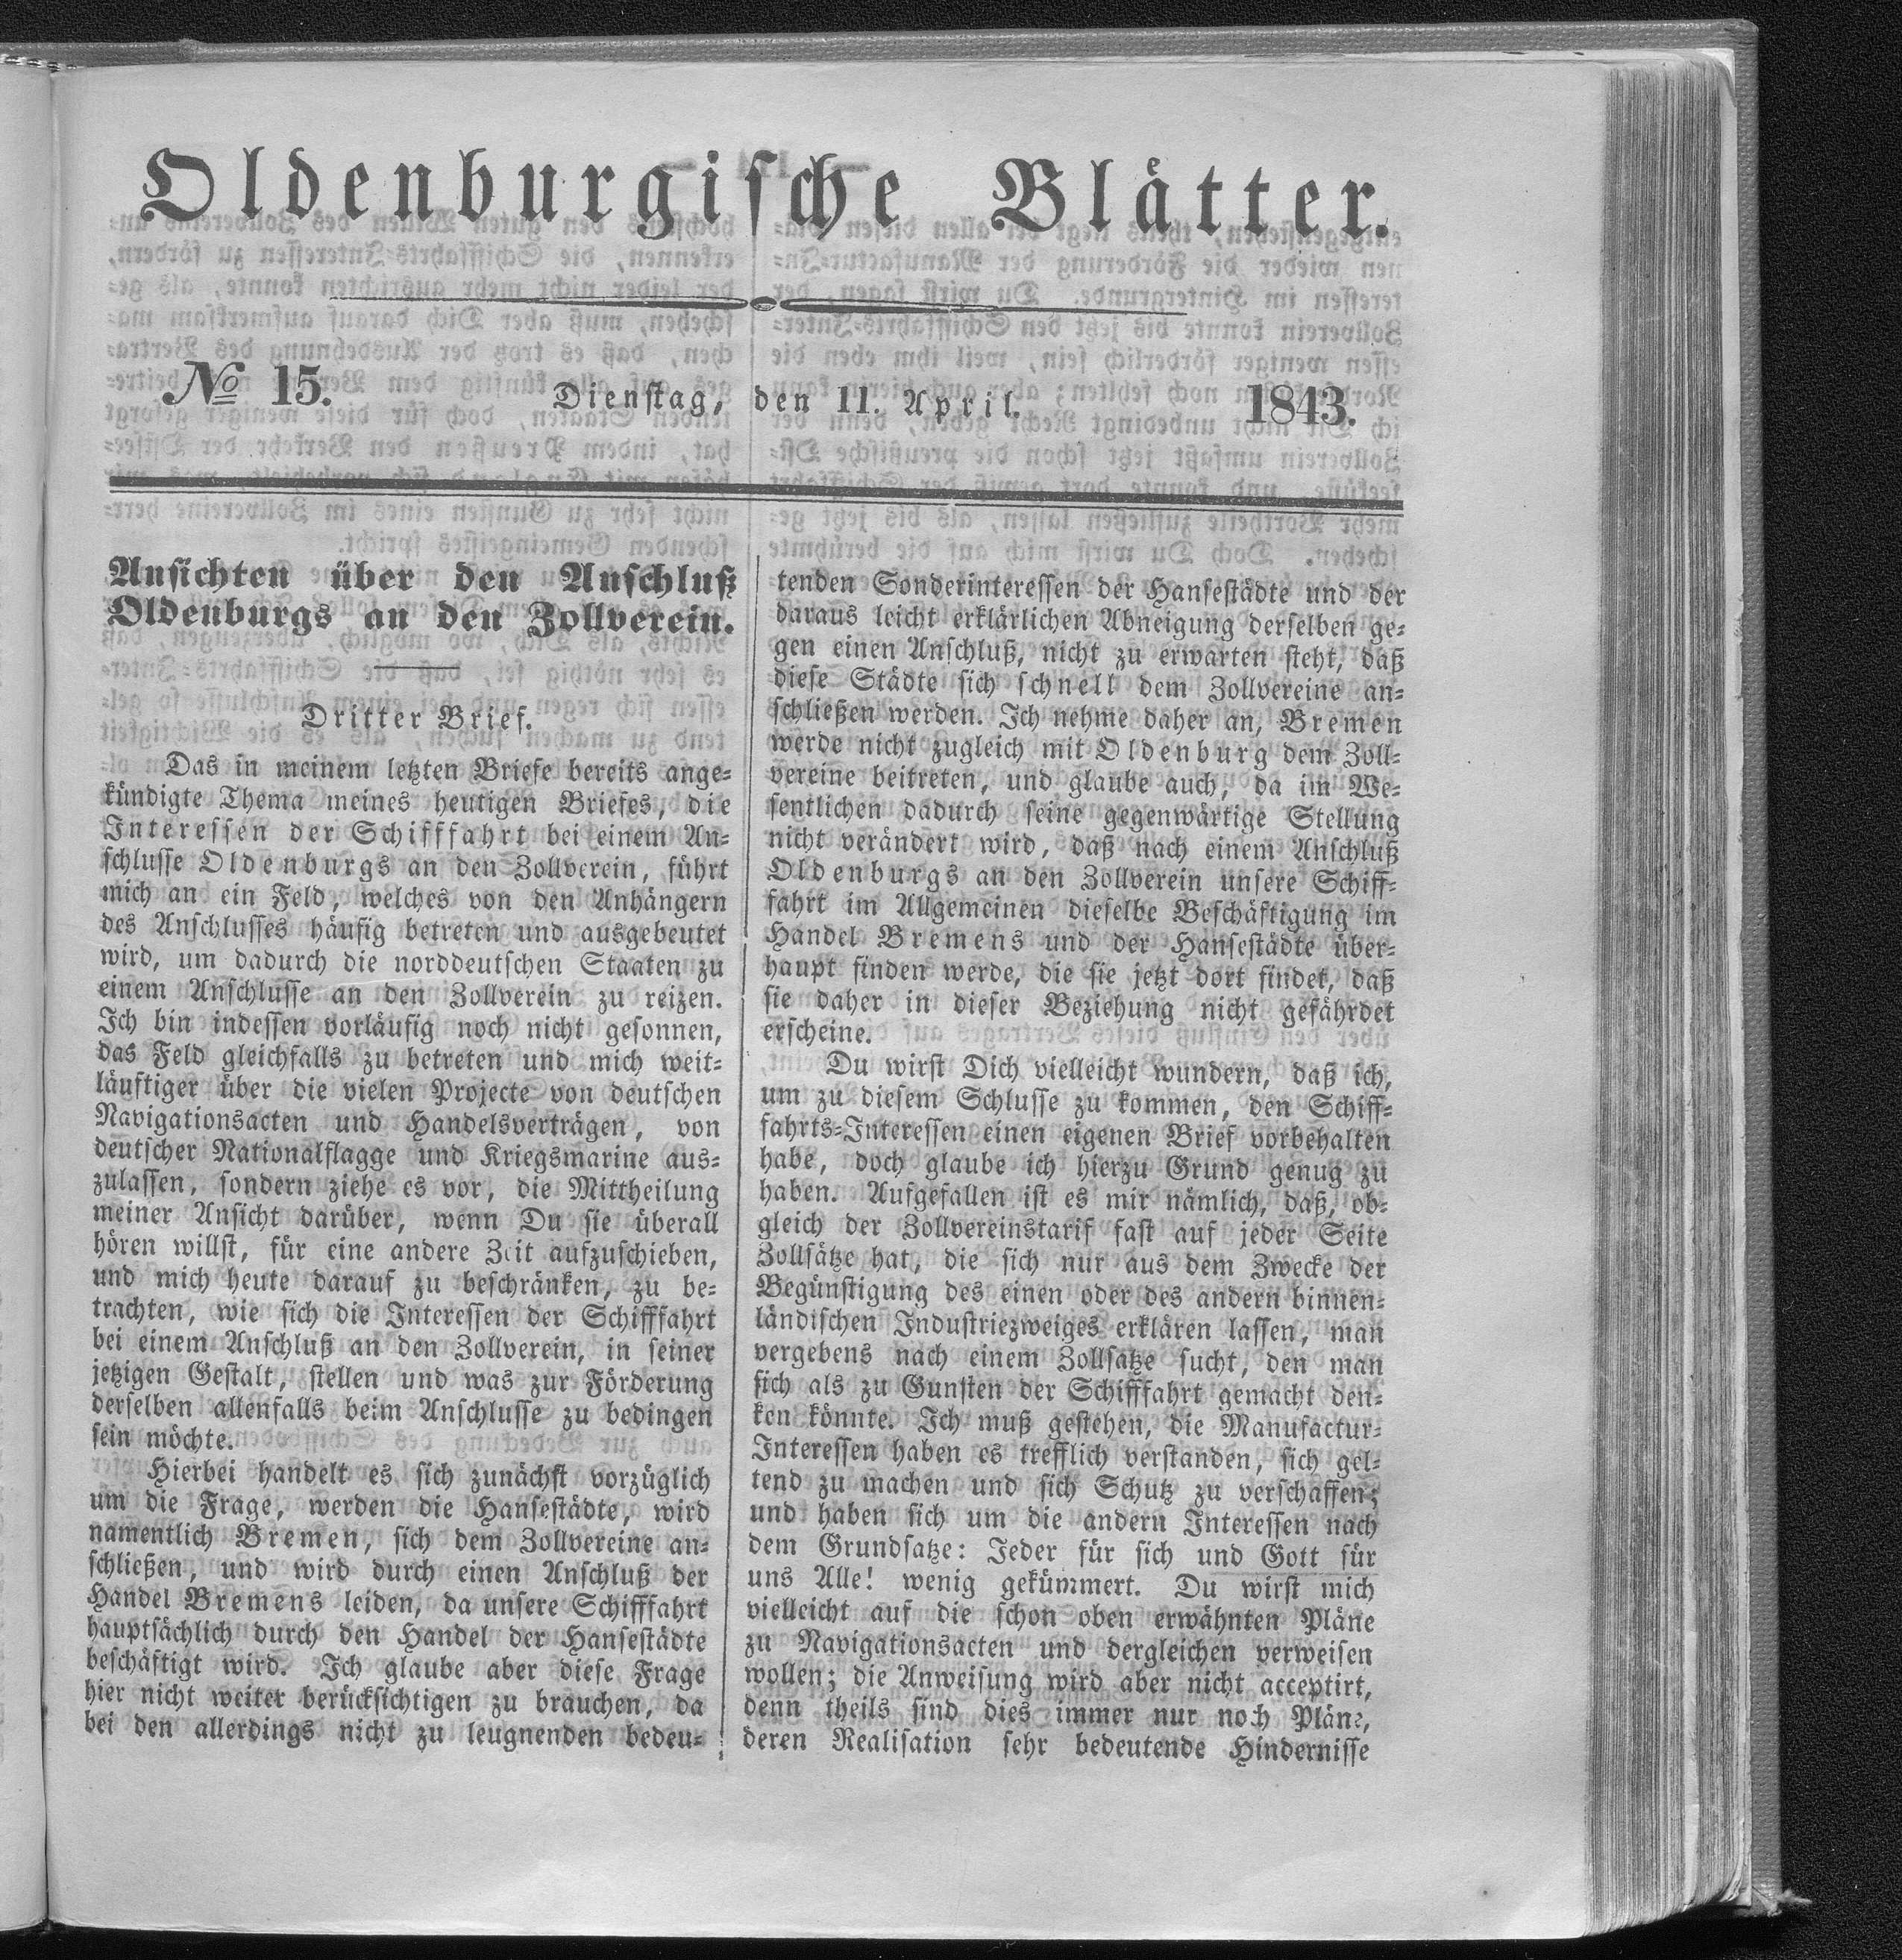 Oldenburgische Blätter.
№ 15. Dienstag, den 11. April. 1843.
Ansichten über den Anschluß
Oldenburgs an den Zollverein.
Dritter Brief.
Das in meinem letzten Briefe bereits ange-
kündigte Thema meines heutigen Briefes, die
Interessen der Schifffahrt bei einem An-
schlusse Oldenburgs an den Zollverein, führt
mich an ein Feld, welches von den Anhängern
des Anschlusses häufig betreten und ausgebeutet
wird, um dadurch die norddeutschen Staaten zu
einem Anschlusse an den Zollverein zu reizen.
Ich bin indessen vorläufig noch nicht gesonnen,
das Feld gleichfalls zu betreten und mich weit-
läuftiger über die vielen Projecte von deutschen
Navigationsacten und Handelsverträgen, von
deutscher Nationalflagge und Kriegsmarine aus-
zulassen, sondern ziehe es vor, die Mittheilung
meiner Ansicht darüber, wenn Du sie überall
hören willst, für eine andere Zeit aufzuschieben,
und mich heute darauf zu beschränken, zu be-
trachten, wie sich die Interessen der Schifffahrt
bei einem Anschluß an den Zollverein, in seiner
jetzigen Gestalt, stellen und was zur Förderung
derselben allenfalls beim Anschlusse zu bedingen
sein möchte.
Hierbei handelt es sich zunächst vorzüglich
um die Frage, werden die Hansestädte, wird
namentlich Bremen, sich dem Zollvereine an-
schließen, und wird durch einen Anschluß der
Handel Bremens leiden, da unsere Schifffahrt
hauptsächlich durch den Handel der Hansestädte
beschäftigt wird. Ich glaube aber diese Frage
hier nicht weiter berücksichtigen zu brauchen, da
bei den allerdings nicht zu leugnenden bedeu-
tenden Sonderinteressen der Hansestädte und der
daraus leicht erklärlichen Abneigung derselben ge-
gen einen Anschluß, nicht zu erwarten steht, daß
diese Städte sich schnell dem Zollvereine an-
schließen werden. Ich nehme daher an, Bremen
werde nicht zugleich mit Oldenburg dem Zoll-
vereine beitreten, und glaube auch, da im We-
sentlichen dadurch seine gegenwärtige Stellung
nicht verändert wird, daß nach einem Anschluß
Oldenburgs an den Zollverein unsere Schiff-
fahrt im Allgemeinen dieselbe Beschäftigung im
Handel Bremens und der Hansestädte über-
haupt finden werde, die sie jetzt dort findet, daß
sie daher in dieser Beziehung nicht gefährdet
erscheine.
Du wirst Dich vielleicht wundern, daß ich,
um zu diesem Schlusse zu kommen, den Schiff-
fahrts-Interessen einen eigenen Brief vorbehalten
habe, doch glaube ich hierzu Grund genug zu
haben. Aufgefallen ist es mir nämlich, daß, ob-
gleich der Zollvereinstarif fast auf jeder Seite
Zollsätze hat, die sich nur aus dem Zwecke der
Begünstigung des einen oder des andern binnen-
ländischen Industriezweiges erklären lassen, man
vergebens nach einem Zollsatze sucht, den man
sich als zu Gunsten der Schifffahrt gemacht den-
ken könnte. Ich muß gestehen, die Manufactur-
Interessen haben es trefflich verstanden, sich gel-
tend zu machen und sich Schutz zu verschaffen;
und haben sich um die andern Interessen nach
dem Grundsatze: Jeder für sich und Gott für
uns Alle! wenig gekümmert. Du wirst mich
vielleicht auf die schon oben erwähnten Pläne
zu Navigationsacten und dergleichen verweisen
wollen; die Anweisung wird aber nicht acceptirt,
denn theils sind dies immer nur noch Pläne,
deren Realisation sehr bedeutende Hindernisse